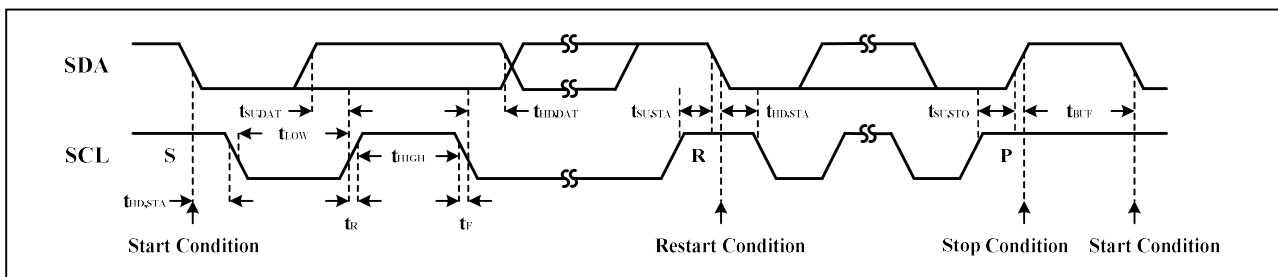 SDA
tSU,DAT
tHD,DAT
tSU,STA
tHD,STA
tSU,STO
tBUF
tLOW
SCL
S
tHIGH
R
P
tHD,STA
tR
tF
Start Condition
Restart Condition
Stop Condition
Start Condition